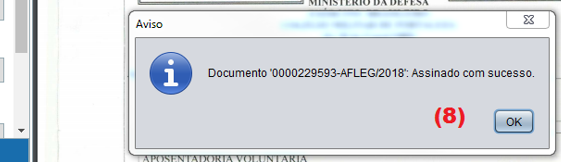 MINISTÉRIO DA DEFESA
Aviso
Documento '0000229593-AFLEG/2018': Assinado com sucesso.
(8)
OK
APOSENTADORIA VOLUNTÁRIA